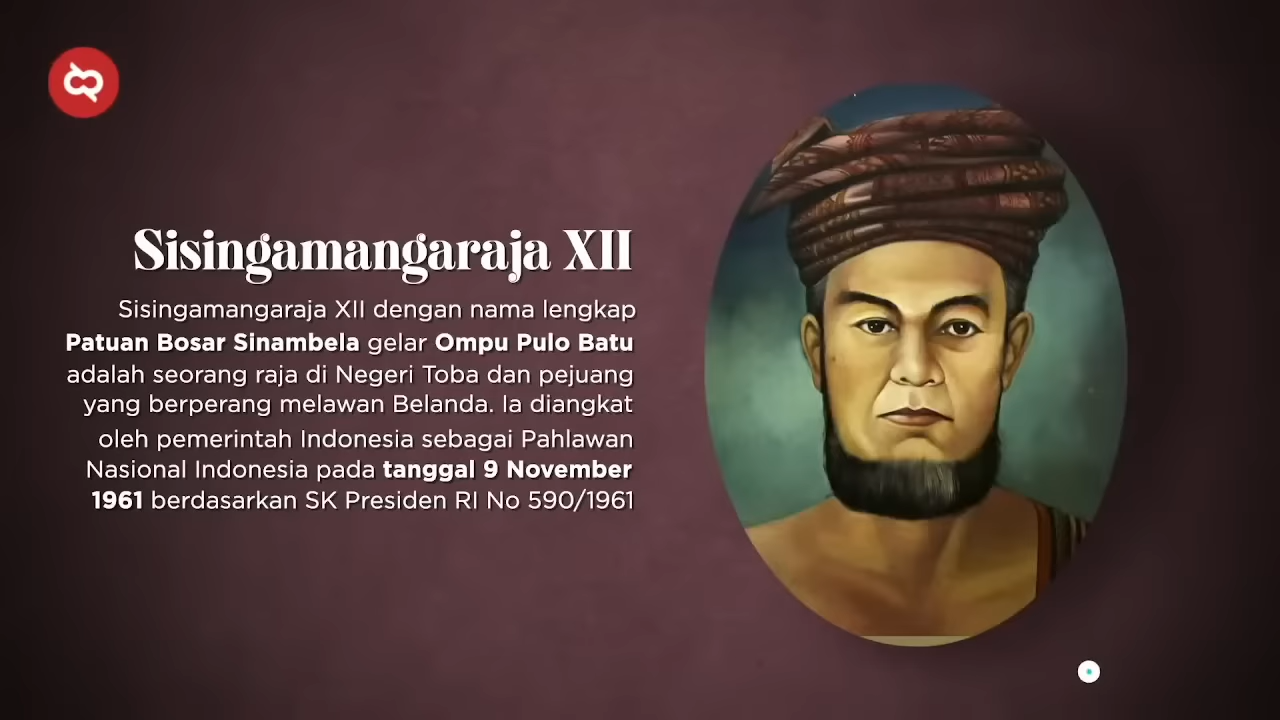 Sisingamangaraja XII
Sisingamangaraja XII dengan nama lengkap
Patuan Bosar Sinambela gelar Ompu Pulo Batu
adalah seorang raja di Negeri Toba dan pejuang
yang berperang melawan Belanda. Ia diangkat
oleh pemerintah Indonesia sebagai Pahlawan
Nasional Indonesia pada tanggal 9 November
1961 berdasarkan SK Presiden RI No 590/1961